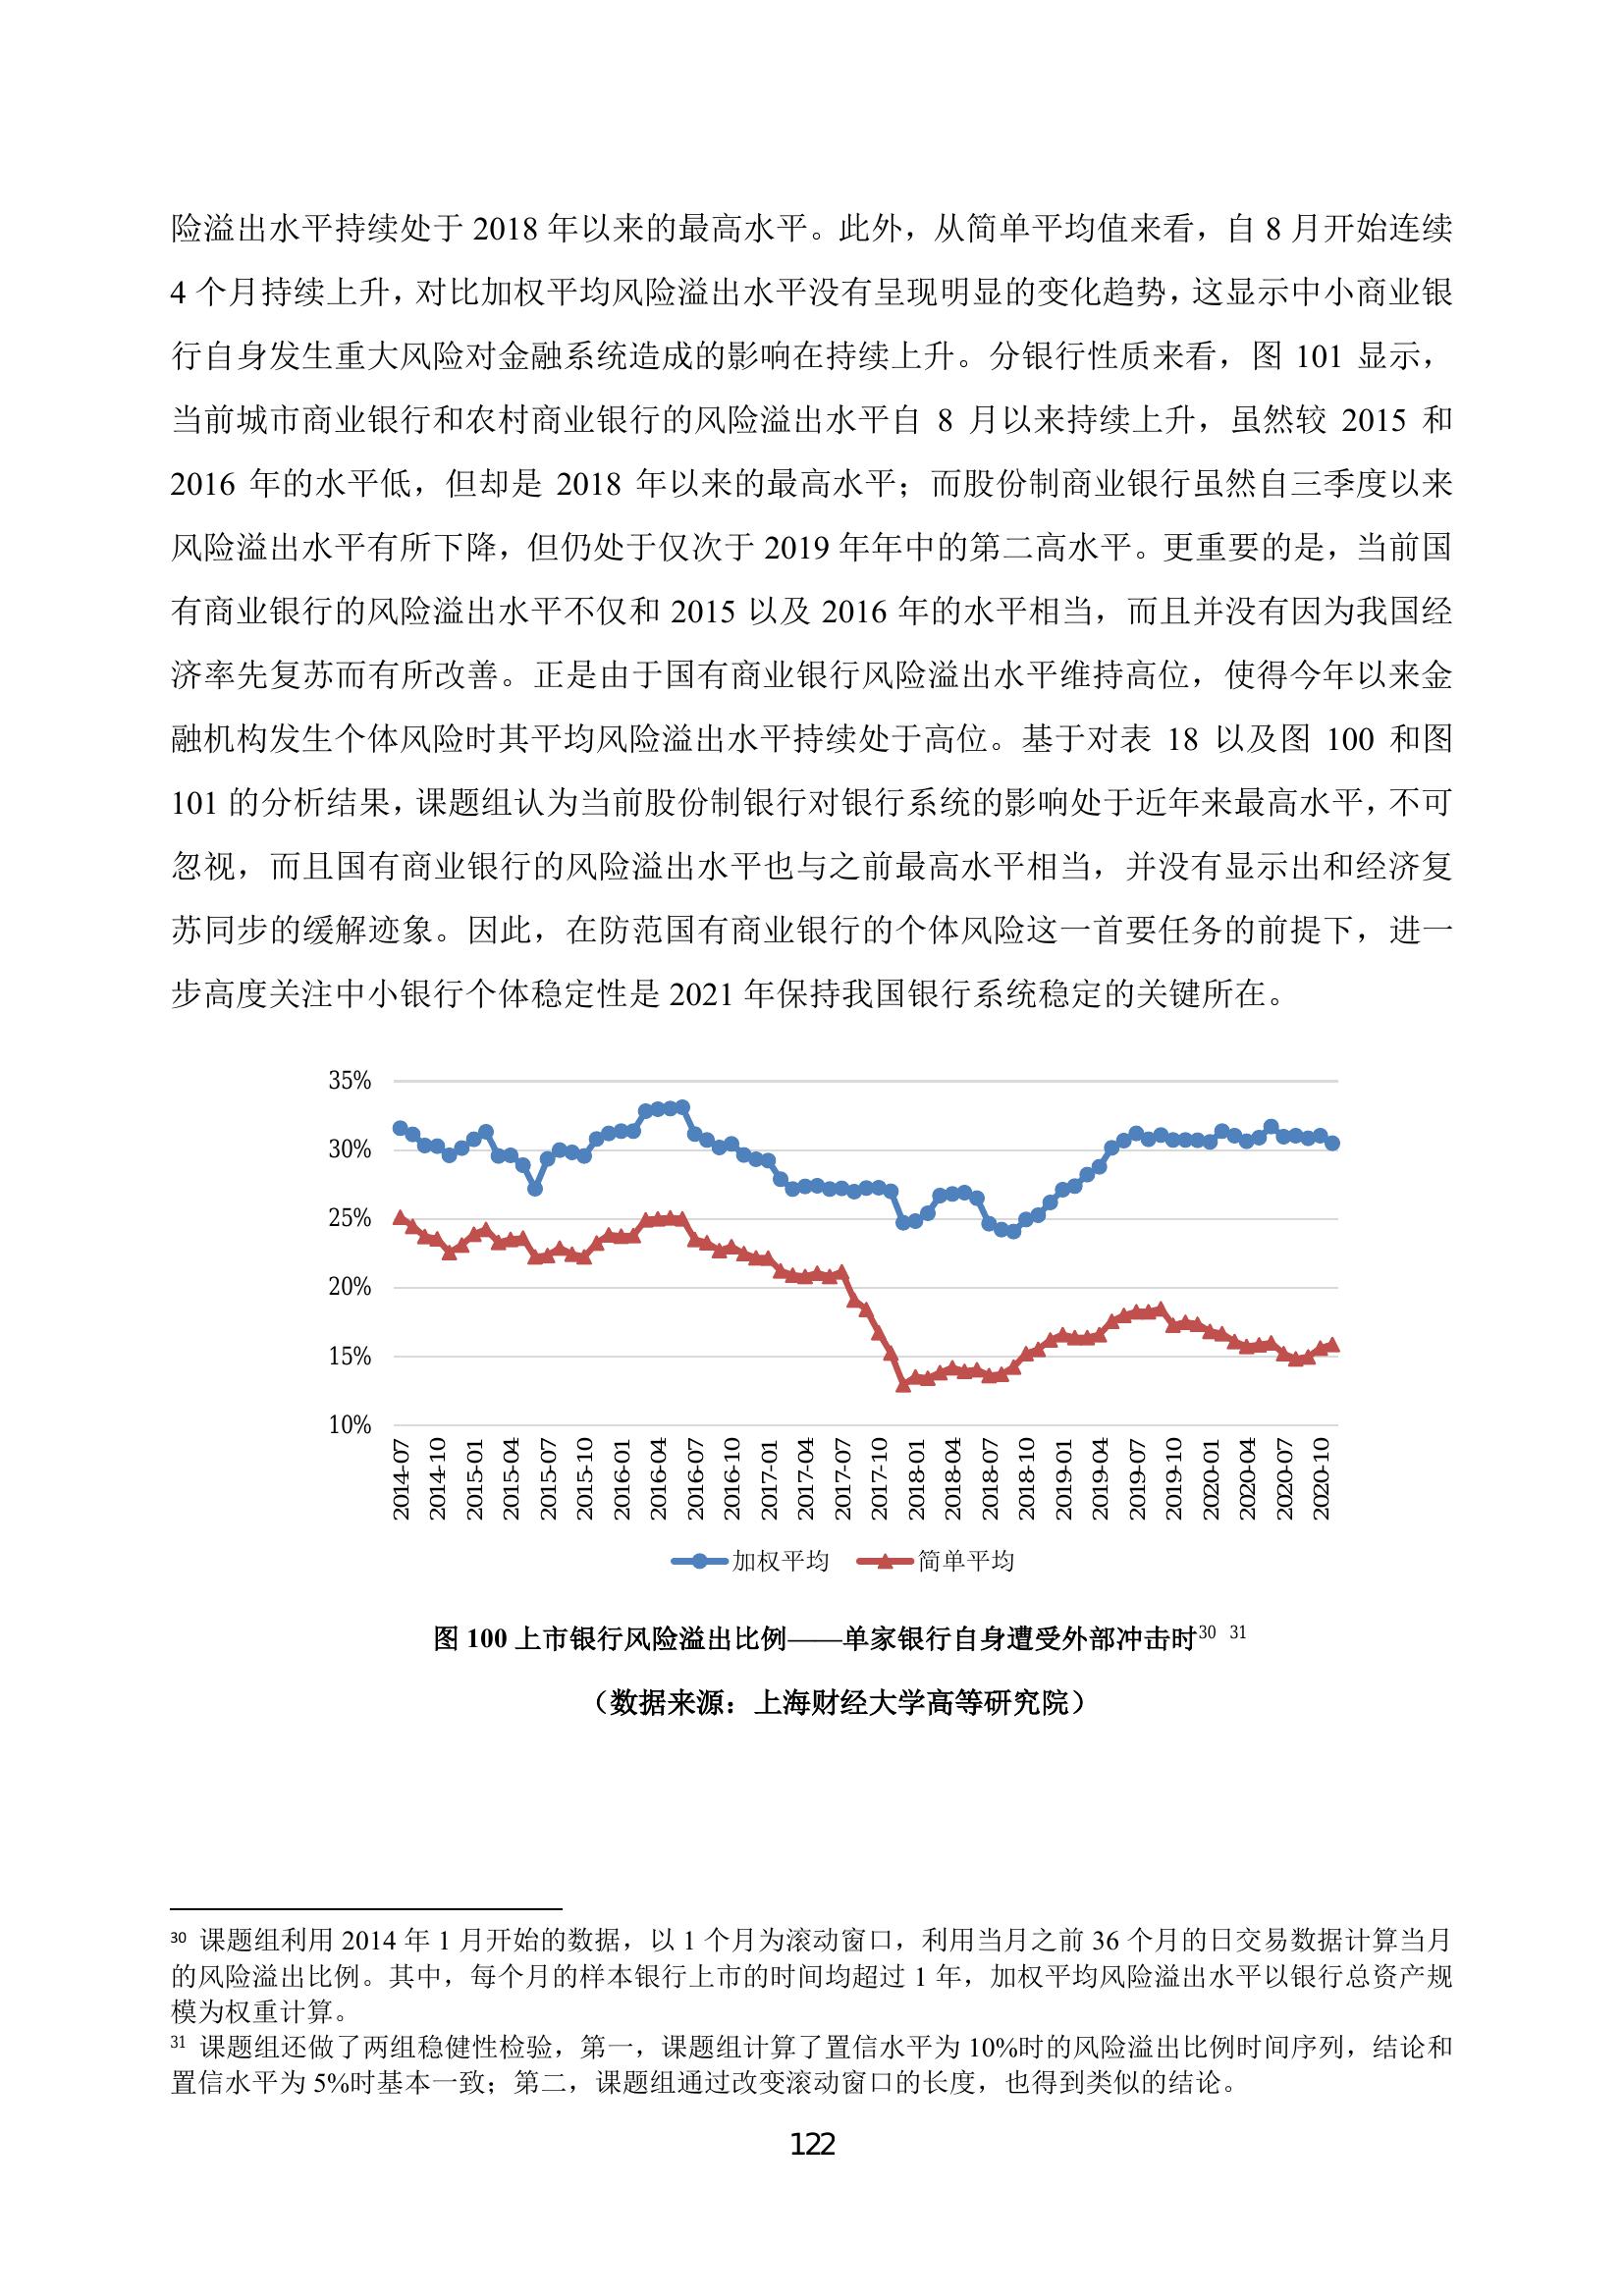 险溢出水平持续处于 2018 年以来的最高水平。此外，从简单平均值来看，自 8 月开始连续
4 个月持续上升，对比加权平均风险溢出水平没有呈现明显的变化趋势，这显示中小商业银
行自身发生重大风险对金融系统造成的影响在持续上升。分银行性质来看，图 101 显示，
当前城市商业银行和农村商业银行的风险溢出水平自 8 月以来持续上升，虽然较 2015 和
2016 年的水平低，但却是 2018 年以来的最高水平；而股份制商业银行虽然自三季度以来
风险溢出水平有所下降，但仍处于仅次于 2019 年年中的第二高水平。更重要的是，当前国
有商业银行的风险溢出水平不仅和 2015 以及 2016 年的水平相当，而且并没有因为我国经
济率先复苏而有所改善。正是由于国有商业银行风险溢出水平维持高位，使得今年以来金
融机构发生个体风险时其平均风险溢出水平持续处于高位。基于对表 18 以及图 100 和图
101 的分析结果，课题组认为当前股份制银行对银行系统的影响处于近年来最高水平，不可
忽视，而且国有商业银行的风险溢出水平也与之前最高水平相当，并没有显示出和经济复
苏同步的缓解迹象。因此，在防范国有商业银行的个体风险这一首要任务的前提下，进一
步高度关注中小银行个体稳定性是 2021 年保持我国银行系统稳定的关键所在。
35%
30%
25%
20%
15%
10%
2014-07
2014-10
2015-01
2015-04
2015-07
2015-10
2016-01
2016-04
2016-07
2016-10
2017-01
2017-04
2017-07
2017-10
2018-01
2018-04
2018-07
2018-10
2019-01
2019-04
2019-07
2019-10
2020-01
2020-04
2020-07
2020-10
加权平均 简单平均
图 100 上市银行风险溢出比例——单家银行自身遭受外部冲击时30 31
（数据来源：上海财经大学高等研究院）
30 课题组利用 2014 年 1 月开始的数据，以 1 个月为滚动窗口，利用当月之前 36 个月的日交易数据计算当月
的风险溢出比例。其中，每个月的样本银行上市的时间均超过 1 年，加权平均风险溢出水平以银行总资产规
模为权重计算。
31 课题组还做了两组稳健性检验，第一，课题组计算了置信水平为 10%时的风险溢出比例时间序列，结论和
置信水平为 5%时基本一致；第二，课题组通过改变滚动窗口的长度，也得到类似的结论。
122